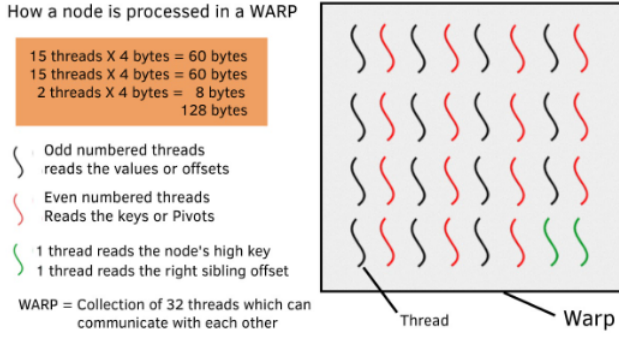 How a node is processed in a WARP
15 threads X 4 bytes = 60 bytes
15 threads X 4 bytes = 60 bytes
2 threads X 4 bytes = 8 bytes
128 bytes
Odd numbered threads
reads the values or offsets
Even numbered threads
Reads the keys or Pivots
1 thread reads the node's high key
1 thread reads the right sibling offset
WARP = Collection of 32 threads which can
communicate with each other
Thread
Warp